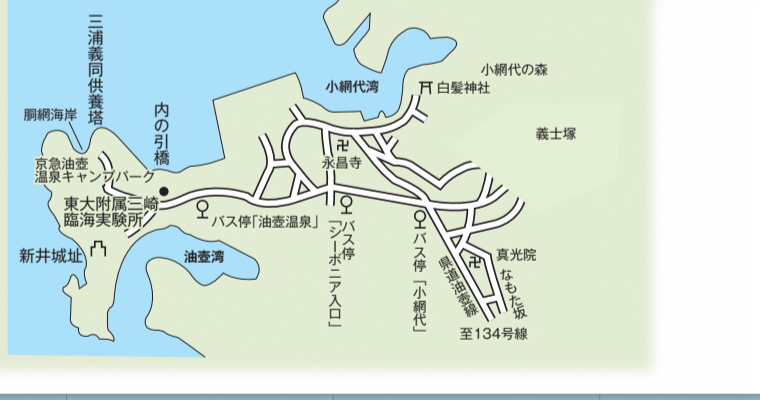 三浦義同供養塔
小網代湾
小網代の森
白髪神社
胴網海岸
内の引橋
義士塚
京急油壺
温泉キャンプパーク
永昌寺
東大附属三崎
臨海実験所
バス停「油壺温泉」
バス停
「シーボニア入口」
バス停「小網代」
新井城址
油壺湾
県道油壺線
真光院
なもた坂
至134号線